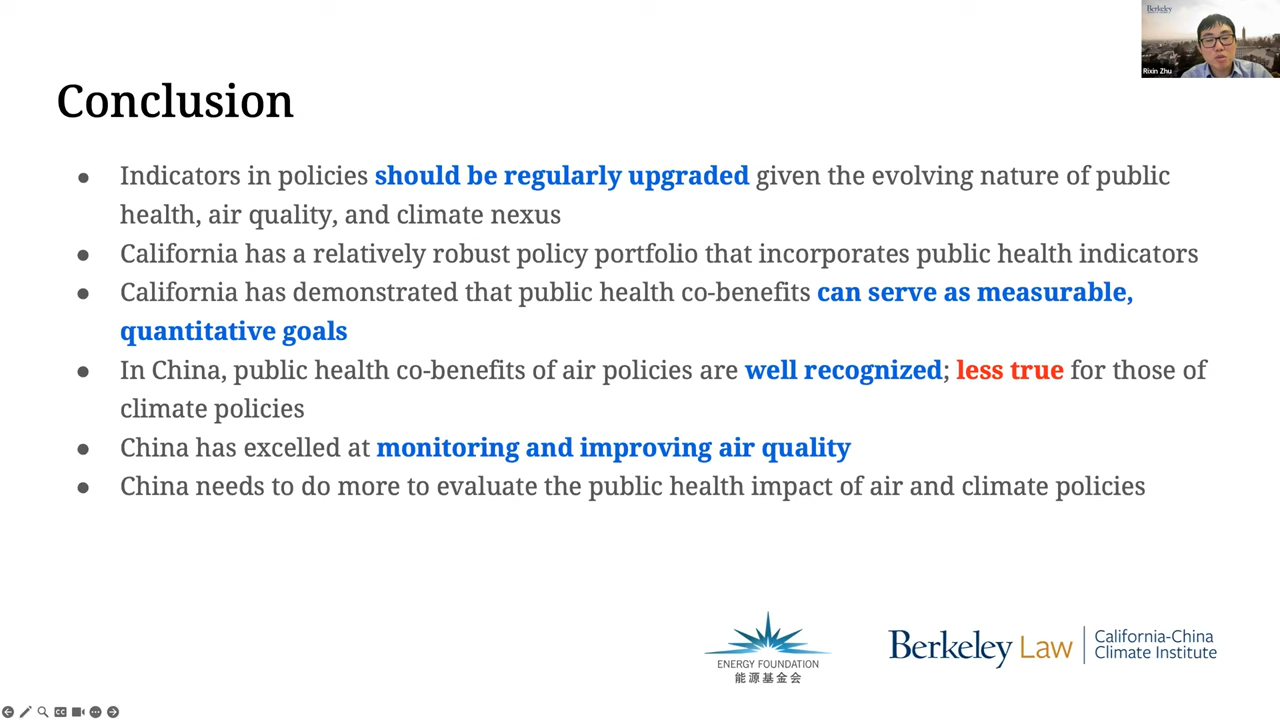 Berkeley
Rixin Zhu
Conclusion
● Indicators in policies should be regularly upgraded given the evolving nature of public
health, air quality, and climate nexus
● California has a relatively robust policy portfolio that incorporates public health indicators
● California has demonstrated that public health co-benefits can serve as measurable,
quantitative goals
● In China, public health co-benefits of air policies are well recognized; less true for those of
climate policies
● China has excelled at monitoring and improving air quality
● China needs to do more to evaluate the public health impact of air and climate policies
ENERGY FOUNDATION
能源基金会
Berkeley Law
California-China
Climate Institute
CC